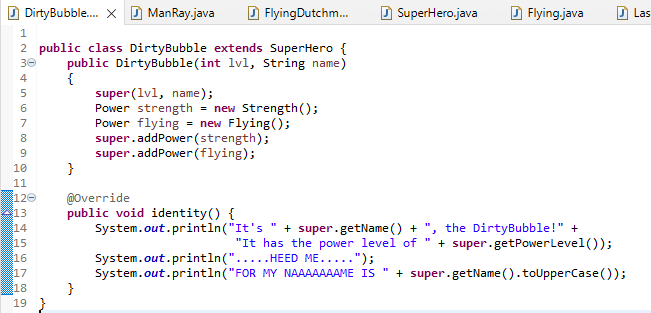 DirtyBubble.... ManRay.java FlyingDutchm... SuperHero.java Flying.java Las
1
2 public class DirtyBubble extends SuperHero {
3 public DirtyBubble(int lvl, String name)
4 {
5 super(lvl, name);
6 Power strength = new Strength();
7 Power flying = new Flying();
8 super.addPower(strength);
9 super.addPower(flying);
10 }
11
12 @Override
13 public void identity() {
14 System.out.println("It's " + super.getName() + ", the DirtyBubble!" +
15 "It has the power level of " + super.getPowerLevel());
16 System.out.println(".....HEED ME.....");
17 System.out.println("FOR MY NAAAAAAAME IS " + super.getName().toUpperCase());
18 }
19 }